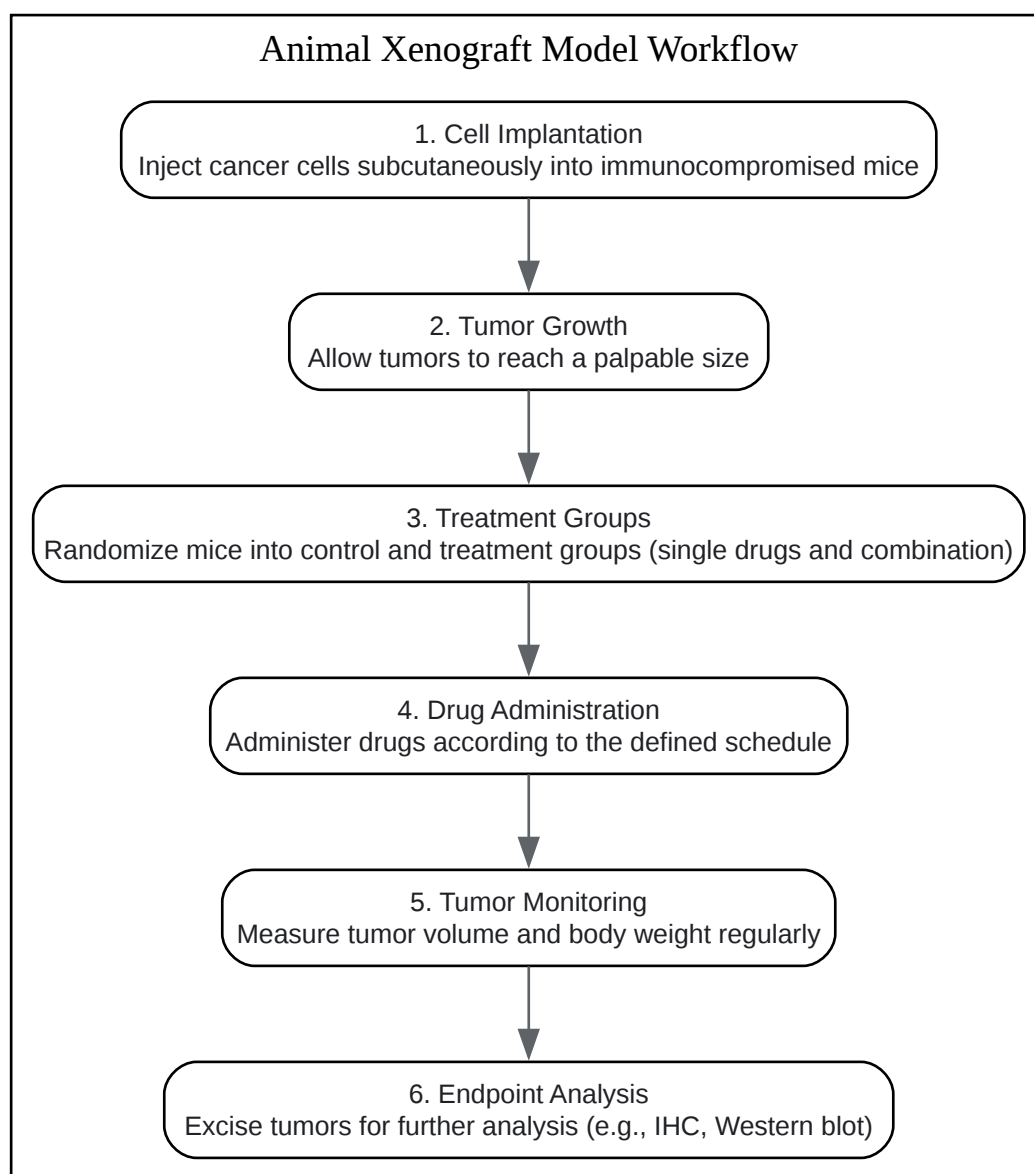 Animal Xenograft Model Workflow
1. Cell Implantation
Inject cancer cells subcutaneously into immunocompromised mice
2. Tumor Growth
Allow tumors to reach a palpable size
3. Treatment Groups
Randomize mice into control and treatment groups (single drugs and combination)
4. Drug Administration
Administer drugs according to the defined schedule
5. Tumor Monitoring
Measure tumor volume and body weight regularly
6. Endpoint Analysis
Excise tumors for further analysis (e.g., IHC, Western blot)